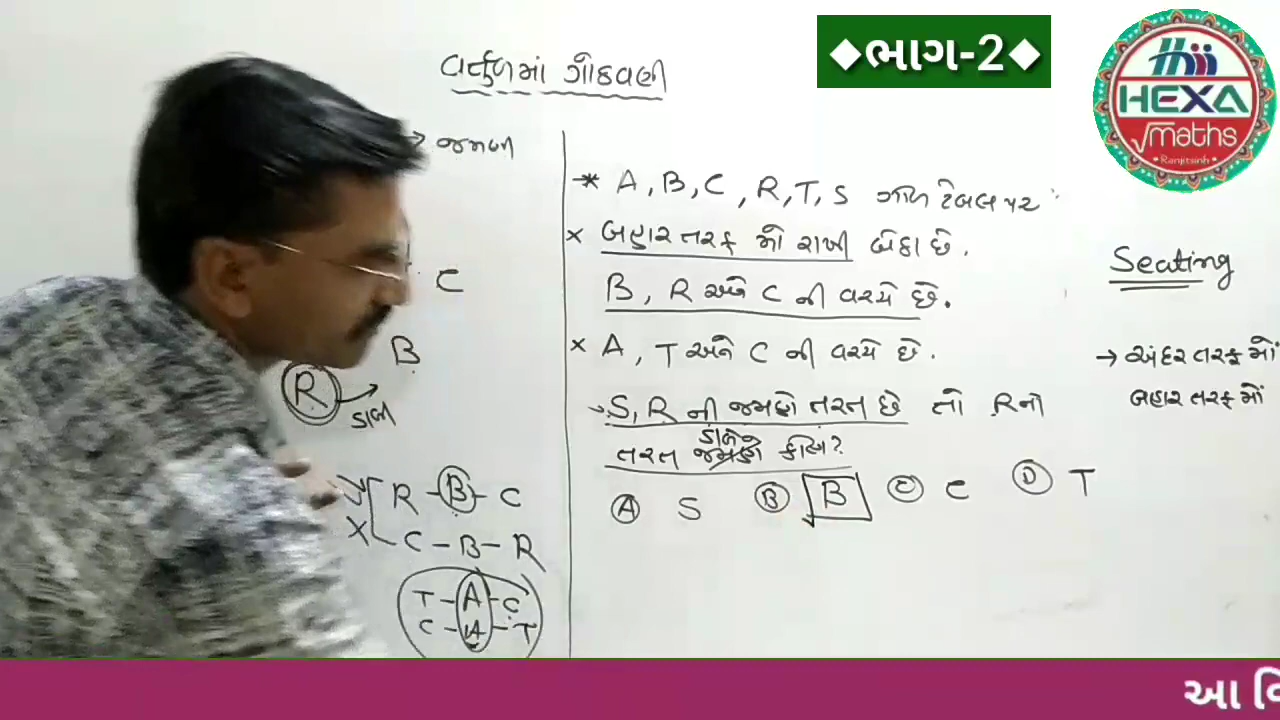 ◆ભાગ-2◆
HEXA
√maths
• Ranjitsinh •
વર્તુળમાં ગોઠવણી
→ જમણી
C
B
R
ડાબી
R - B - C
C - B - R
T - A - C
C - A - T
* A, B, C, R, T, S ગોળ ટેબલ પર
× બહાર તરફ મોં રાખી બેઠા છે.
B, R અને C ની વચ્ચે છે.
× A, T અને C ની વચ્ચે છે.
S, R ની જમણે તરત છે તો R નો
ડાબે
તરત જમણે કોણ?
A S B B C C D T
Seating
→ અંદર તરફ મોં
બહાર તરફ મોં
આ